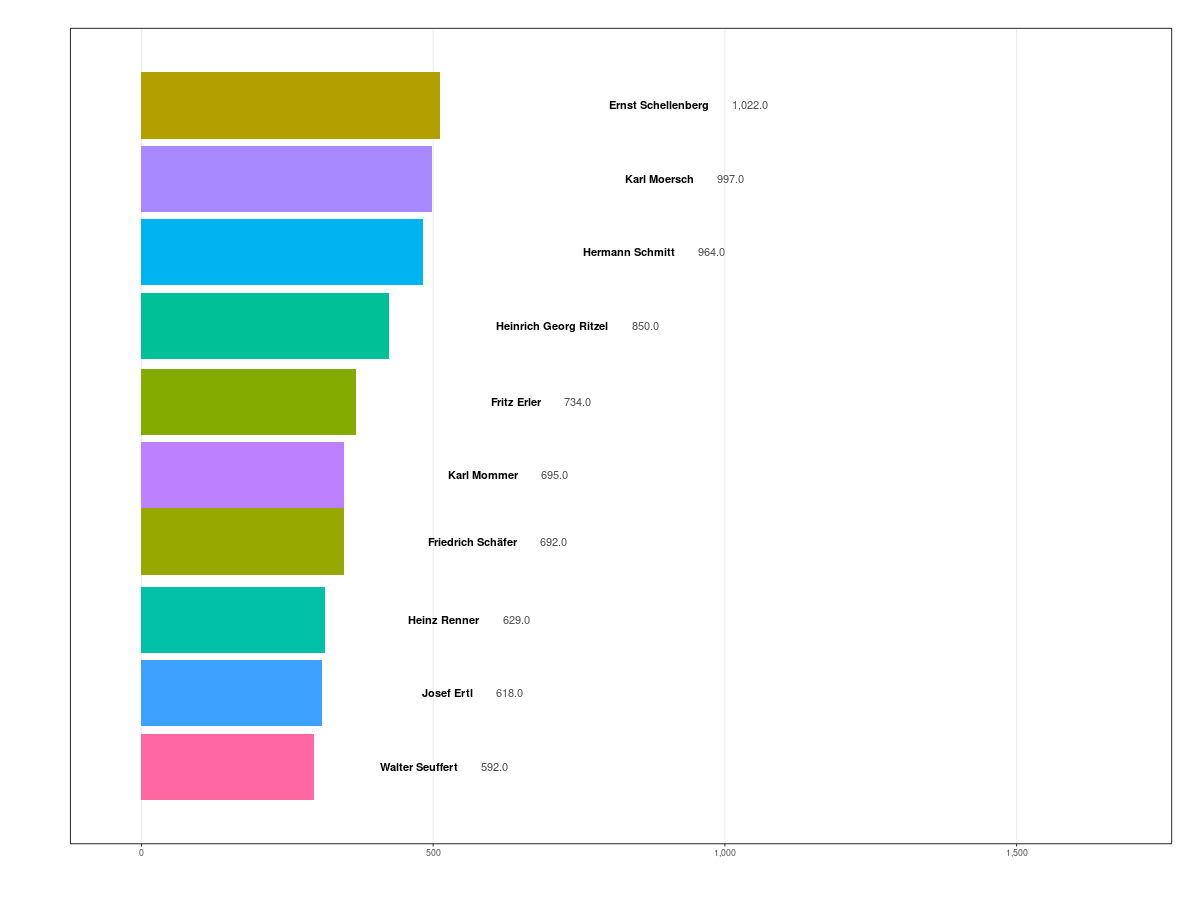 Ernst Schellenberg 1,022.0
Karl Moersch 997.0
Hermann Schmitt 964.0
Heinrich Georg Ritzel 850.0
Fritz Erler 734.0
Karl Mommer 695.0
Friedrich Schäfer 692.0
Heinz Renner 629.0
Josef Ertl 618.0
Walter Seuffert 592.0
0 500 1,000 1,500